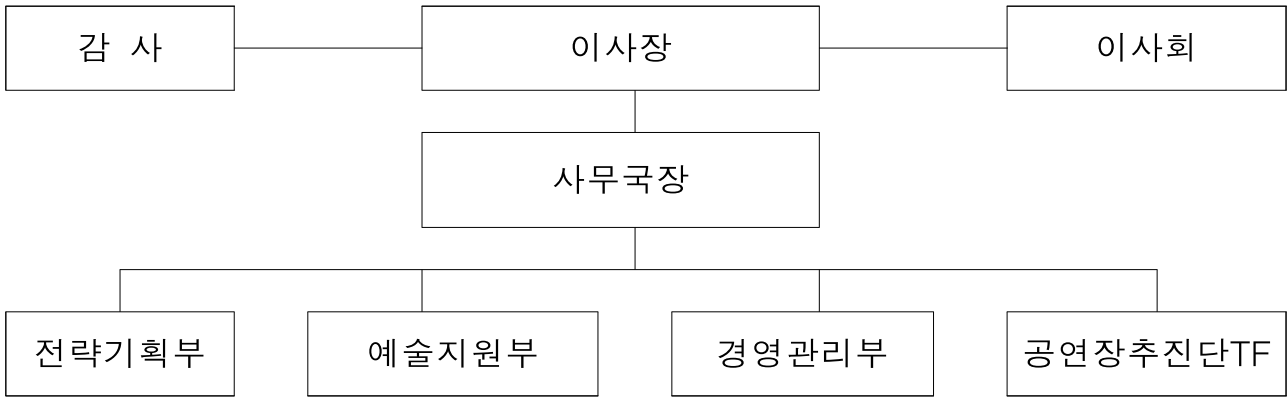 감 사
이사장
이사회
사무국장
전략기획부
예술지원부
경영관리부
공연장추진단TF